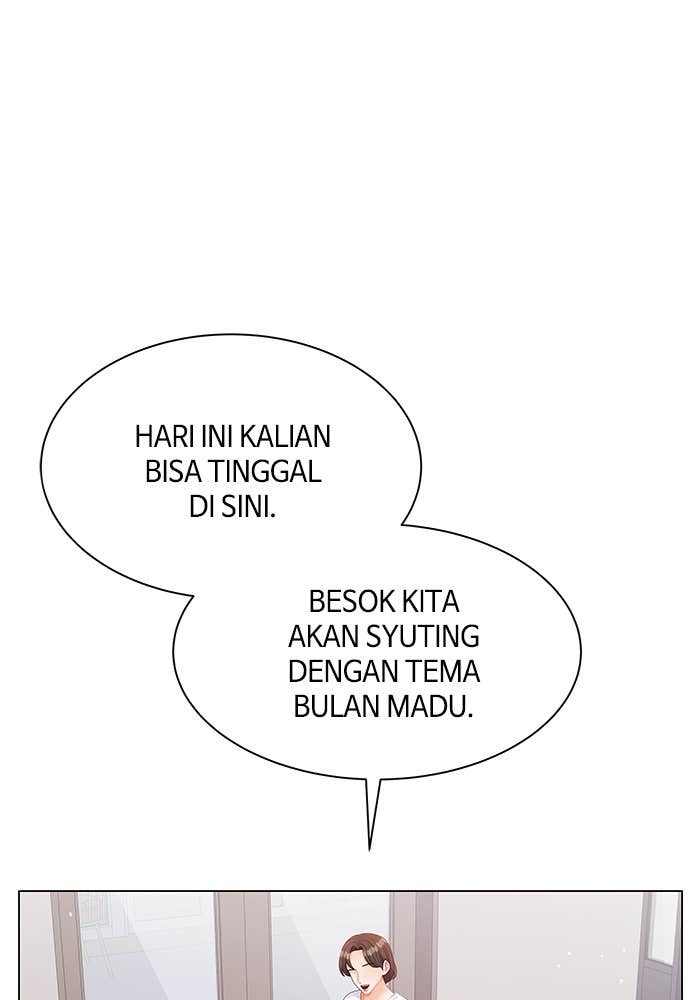 HARI INI KALIAN
BISA TINGGAL
DI SINI.
BESOK KITA
AKAN SYUTING
DENGAN TEMA
BULAN MADU.